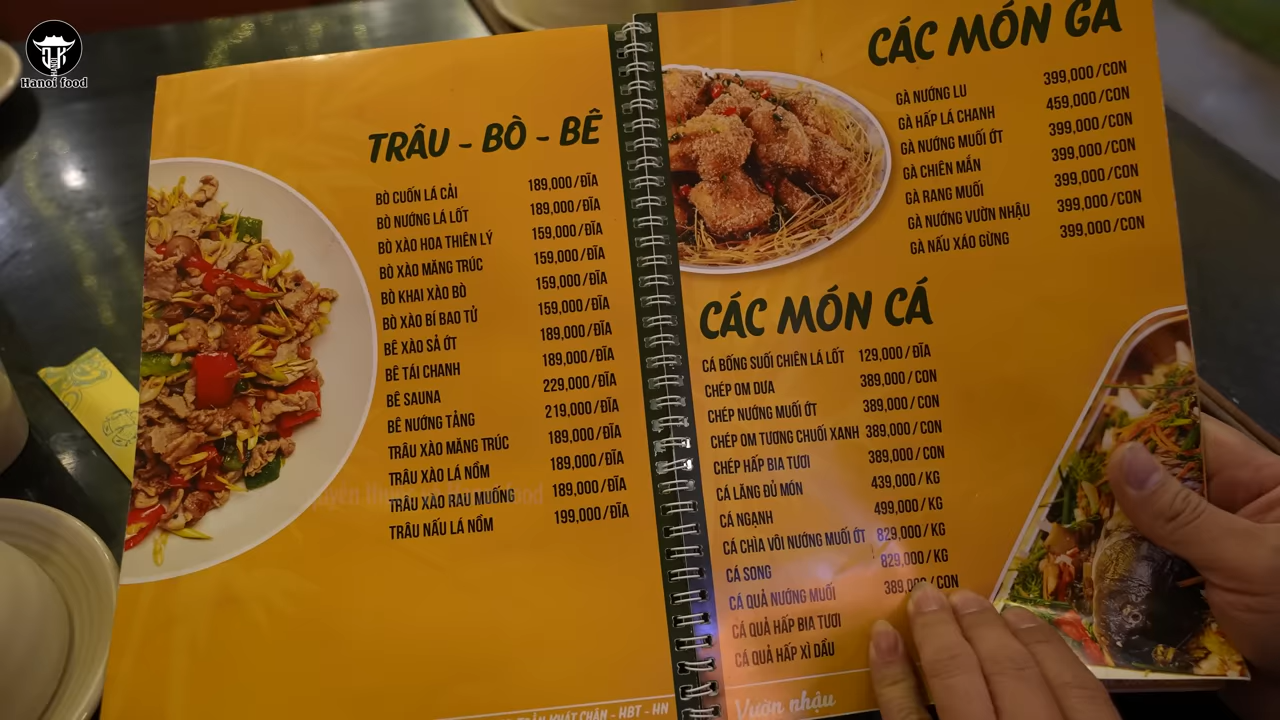 Hanoi food
TRÂU - BÒ - BÊ
BÒ CUỐN LÁ CẢI 189,000/ĐĨA
BÒ NƯỚNG LÁ LỐT 189,000/ĐĨA
BÒ XÀO HOA THIÊN LÝ 159,000/ĐĨA
BÒ XÀO MĂNG TRÚC 159,000/ĐĨA
BÒ KHAI XÀO BÒ 159,000/ĐĨA
BÒ XÀO BÍ BAO TỬ 159,000/ĐĨA
BÊ XÀO SẢ ỚT 189,000/ĐĨA
BÊ TÁI CHANH 189,000/ĐĨA
BÊ SAUNA 229,000/ĐĨA
BÊ NƯỚNG TẢNG 219,000/ĐĨA
TRÂU XÀO MĂNG TRÚC 189,000/ĐĨA
TRÂU XÀO LÁ NỒM 189,000/ĐĨA
TRÂU XÀO RAU MUỐNG 189,000/ĐĨA
TRÂU NẤU LÁ NỒM 199,000/ĐĨA
KHÁT CHÂN - HBT - HN
CÁC MÓN GÀ
GÀ NƯỚNG LU 399,000/CON
GÀ HẤP LÁ CHANH 459,000/CON
GÀ NƯỚNG MUỐI ỚT 399,000/CON
GÀ CHIÊN MẮN 399,000/CON
GÀ RANG MUỐI 399,000/CON
GÀ NƯỚNG VƯỜN NHẬU 399,000/CON
GÀ NẤU XÁO GỪNG 399,000/CON
CÁC MÓN CÁ
CÁ BỐNG SUỐI CHIÊN LÁ LỐT 129,000/ĐĨA
CHÉP OM DƯA 389,000/CON
CHÉP NƯỚNG MUỐI ỚT 389,000/CON
CHÉP OM TƯƠNG CHUỐI XANH 389,000/CON
CHÉP HẤP BIA TƯƠI 389,000/CON
CÁ LĂNG ĐỦ MÓN 439,000/KG
CÁ NGẠNH 499,000/KG
CÁ CHÌA VÔI NƯỚNG MUỐI ỚT 829,000/KG
CÁ SONG 829,000/KG
CÁ QUẢ NƯỚNG MUỐI 389,000/CON
CÁ QUẢ HẤP BIA TƯƠI
CÁ QUẢ HẤP XÌ DẦU
Vườn nhậu